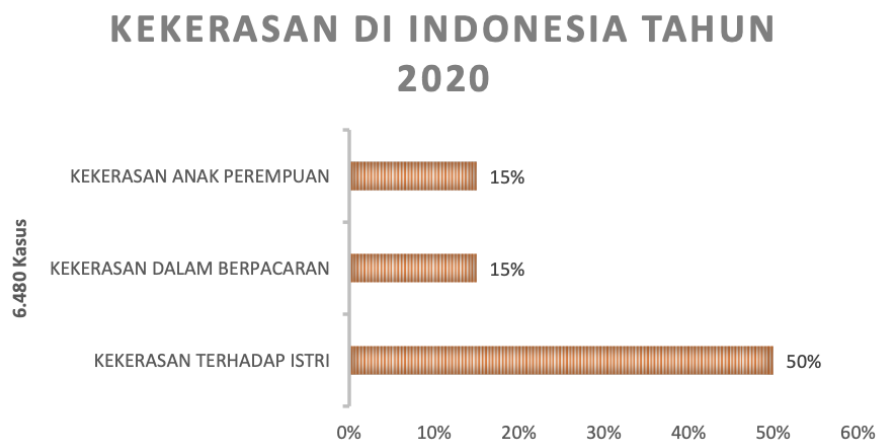 KEKERASAN DI INDONESIA TAHUN
2020
6.480 Kasus
KEKERASAN ANAK PEREMPUAN
15%
KEKERASAN DALAM BERPACARAN
15%
KEKERASAN TERHADAP ISTRI
50%
0% 10% 20% 30% 40% 50% 60%